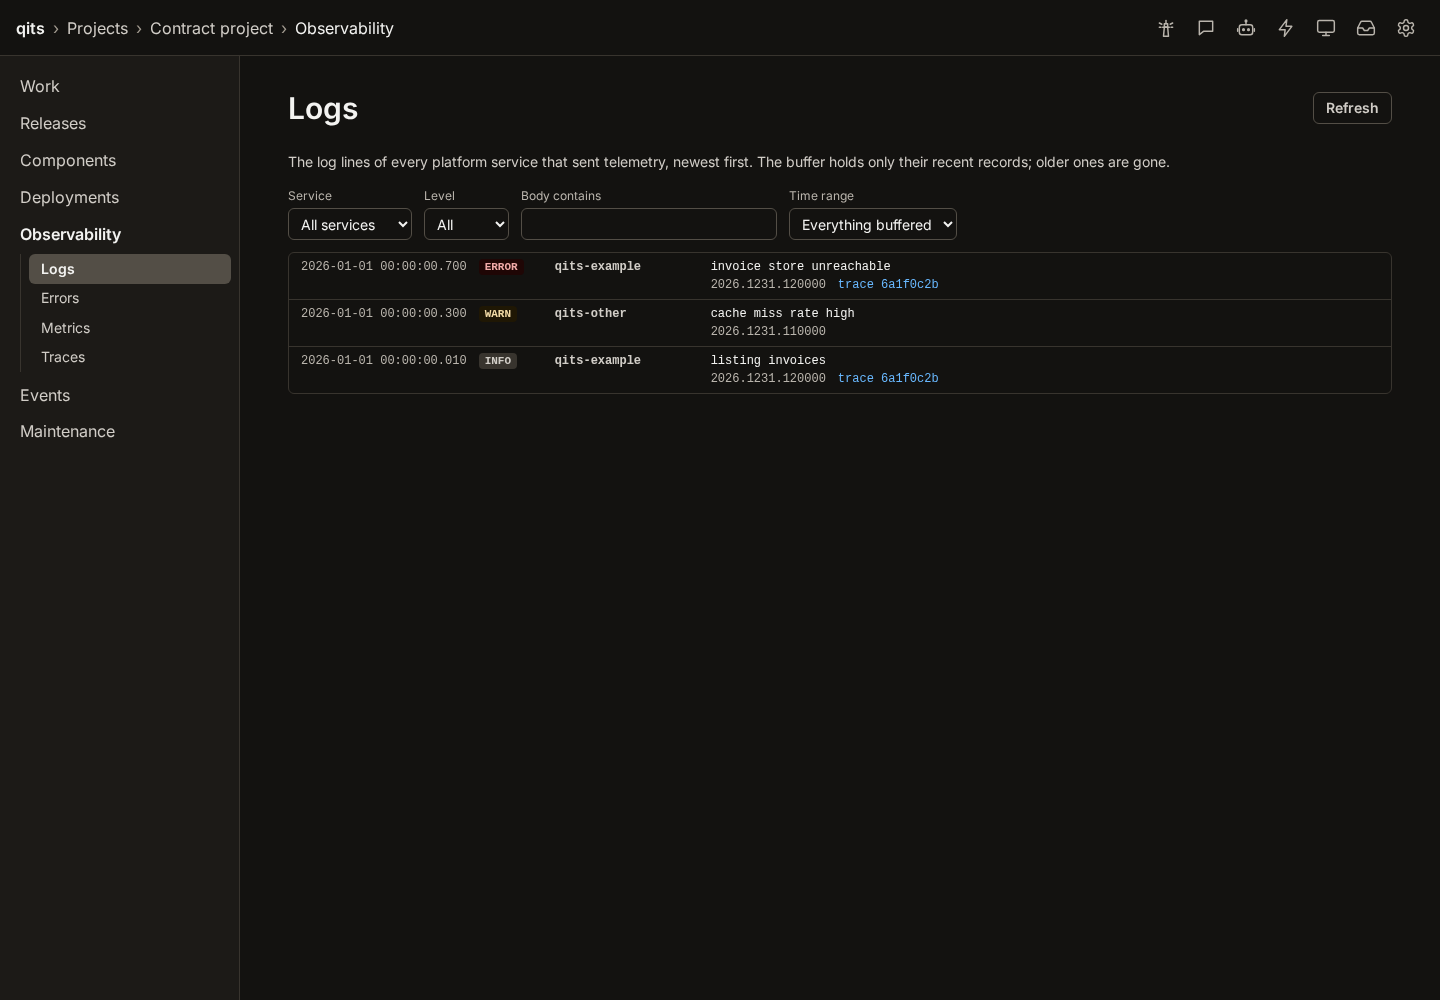 qits › Projects › Contract project › Observability
Work
Releases
Components
Deployments
Observability
Logs
Errors
Metrics
Traces
Events
Maintenance
Logs
Refresh
The log lines of every platform service that sent telemetry, newest first. The buffer holds only their recent records; older ones are gone.
Service Level Body contains Time range
All services All Everything buffered
2026-01-01 00:00:00.700 ERROR qits-example invoice store unreachable
2026.1231.120000 trace 6a1f0c2b
2026-01-01 00:00:00.300 WARN qits-other cache miss rate high
2026.1231.110000
2026-01-01 00:00:00.010 INFO qits-example listing invoices
2026.1231.120000 trace 6a1f0c2b